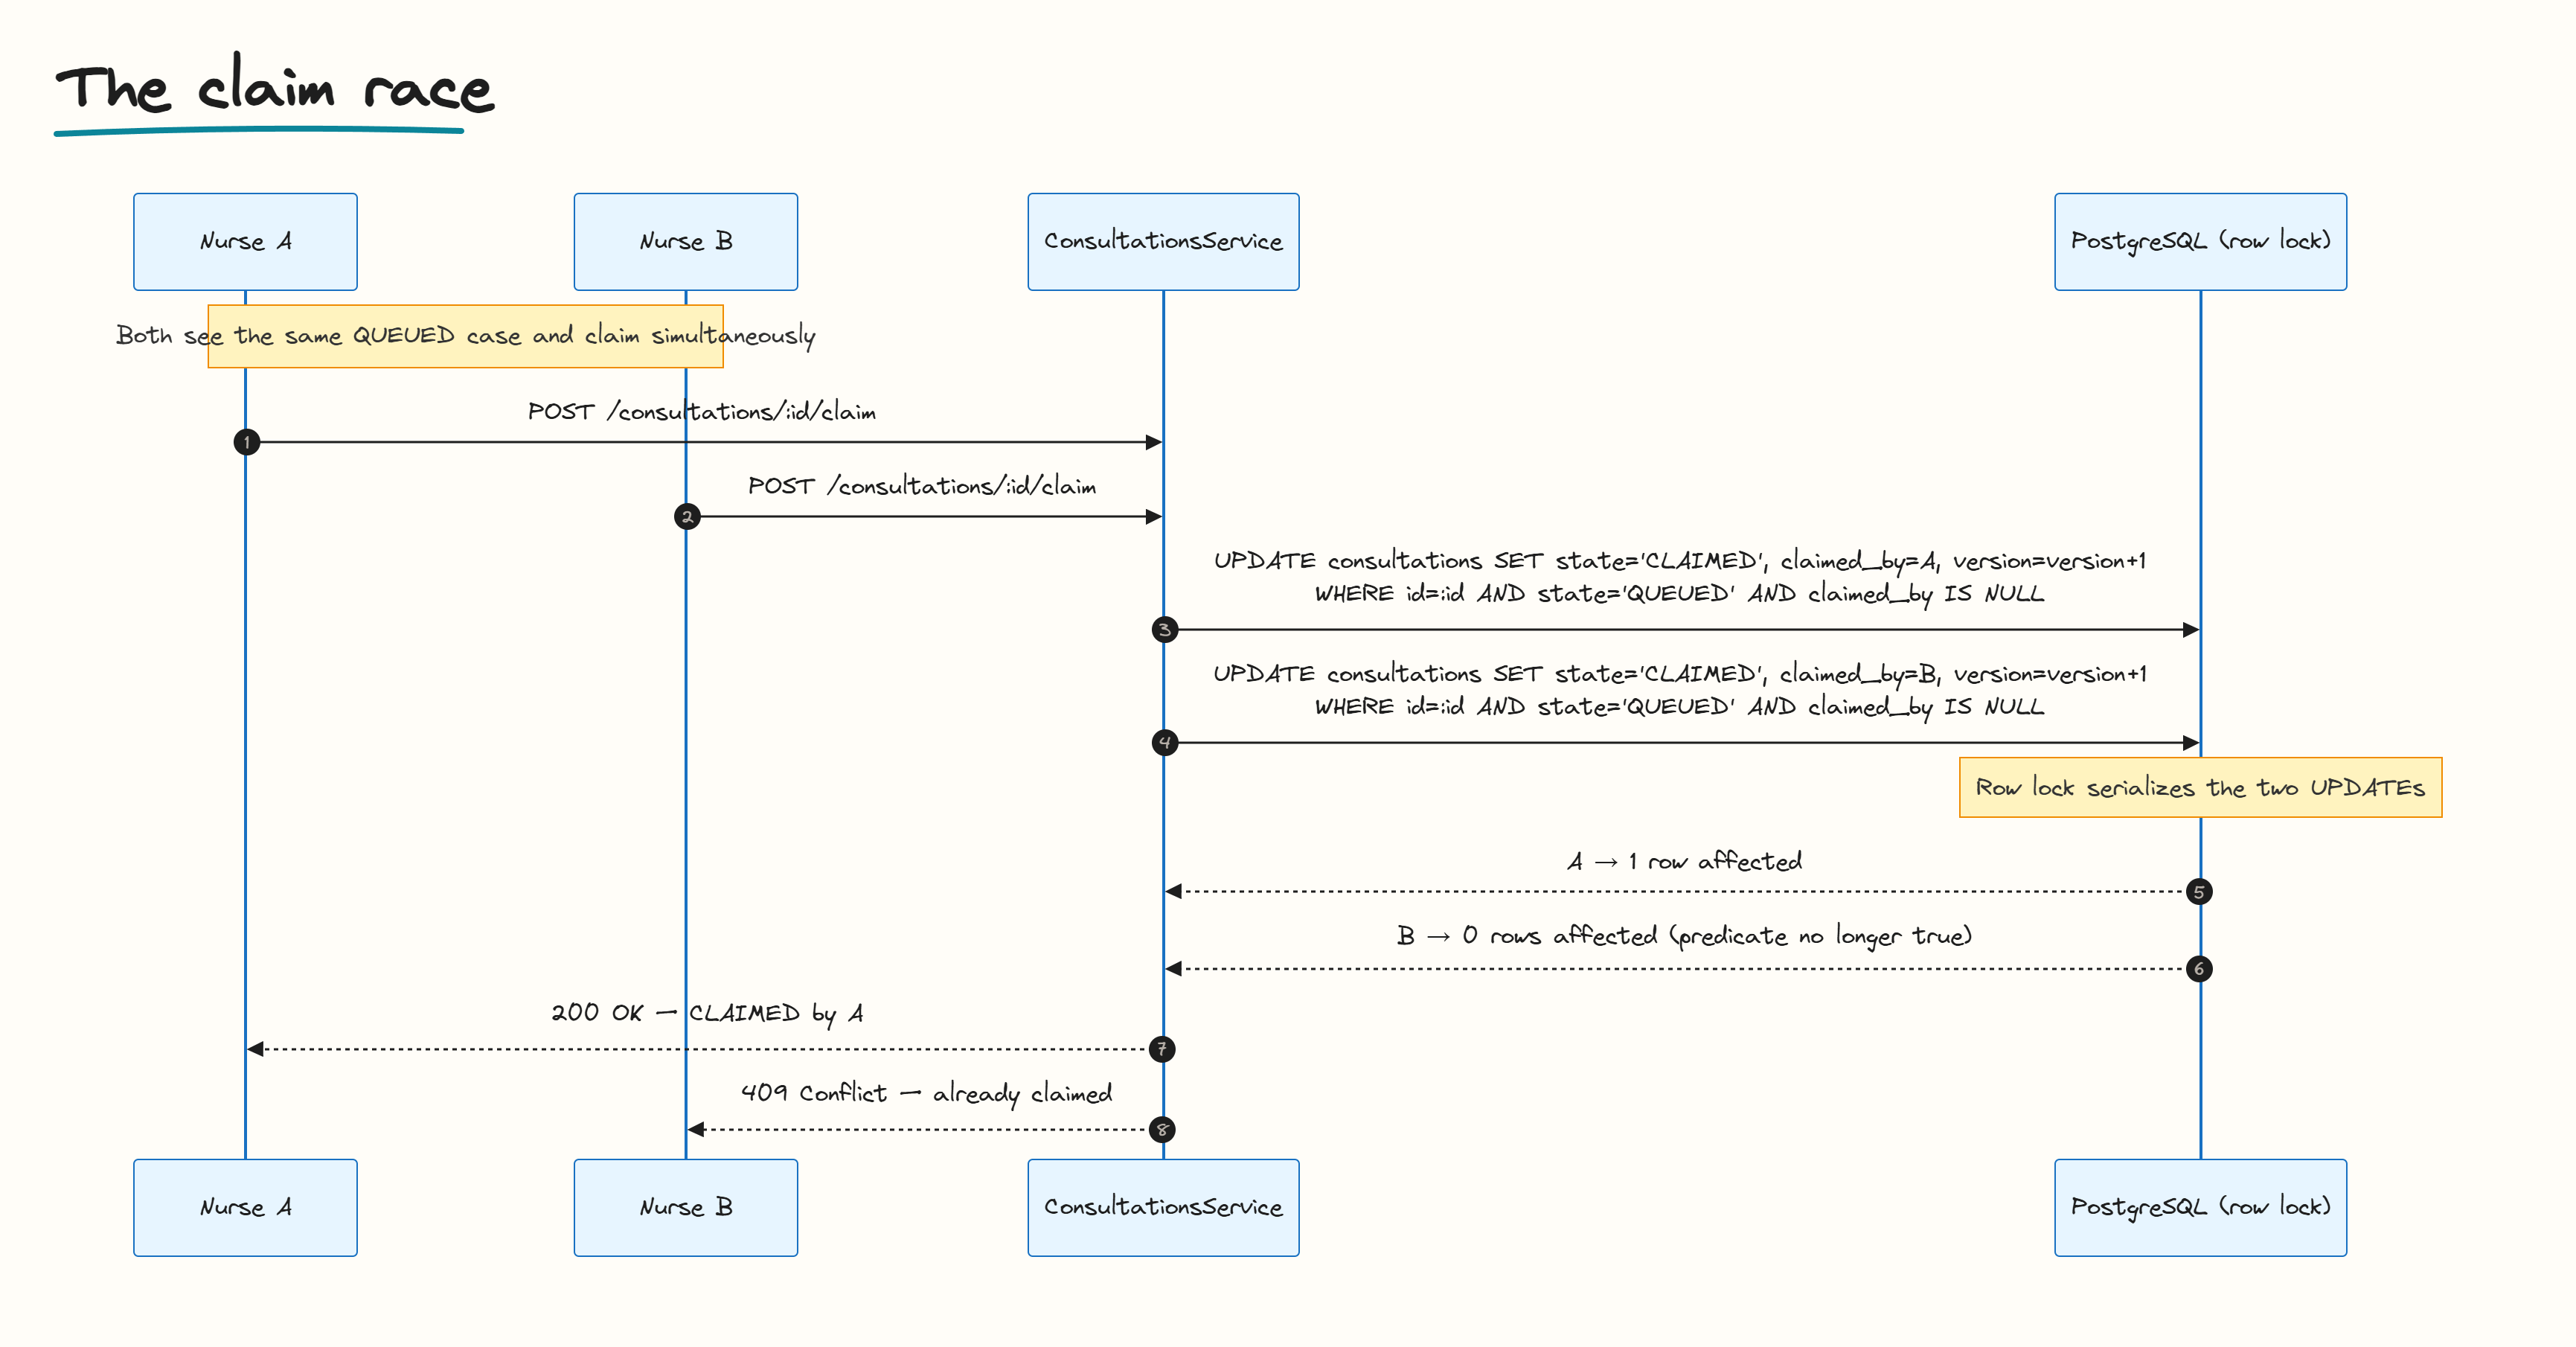 The claim race
Nurse A
Nurse B
ConsultationsService
PostgreSQL (row lock)
Both see the same QUEUED case and claim simultaneously
POST /consultations/:id/claim
1
POST /consultations/:id/claim
2
UPDATE consultations SET state='CLAIMED', claimed_by=A, version=version+1
WHERE id=:id AND state='QUEUED' AND claimed_by IS NULL
3
UPDATE consultations SET state='CLAIMED', claimed_by=B, version=version+1
WHERE id=:id AND state='QUEUED' AND claimed_by IS NULL
4
Row lock serializes the two UPDATEs
A → 1 row affected
5
B → 0 rows affected (predicate no longer true)
6
200 OK — CLAIMED by A
7
409 Conflict — already claimed
8
Nurse A
Nurse B
ConsultationsService
PostgreSQL (row lock)